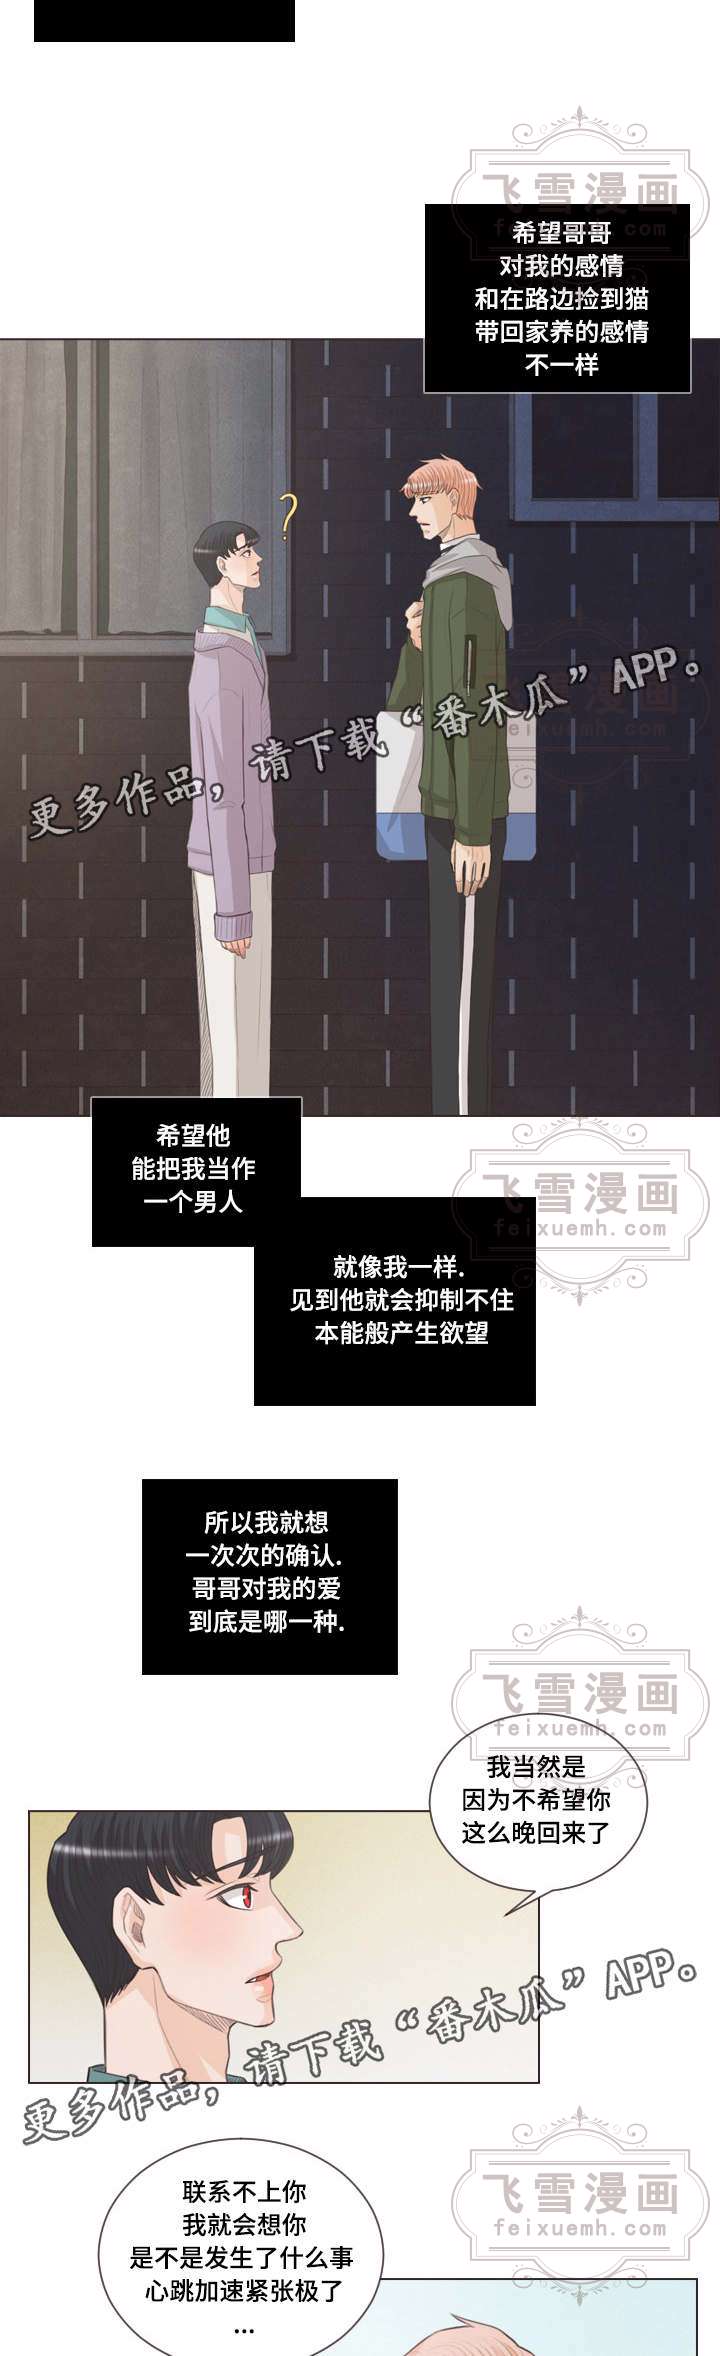 飞雪漫画
feixuemh.com
希望哥哥
对我的感情
和在路边捡到猫
带回家养的感情
不一样
?
飞雪漫画
feixuemh.com
更多作品，请下载“番木瓜”APP。
希望他
能把我当作
一个男人
飞雪漫画
feixuemh.com
就像我一样.
见到他就会抑制不住
本能般产生欲望
所以我就想
一次次的确认.
哥哥对我的爱
到底是哪一种.
飞雪漫画
feixuemh.com
我当然是
因为不希望你
这么晚回来了
更多作品，请下载“番木瓜”APP。
飞雪漫画
feixuemh.com
联系不上你
我就会想你
是不是发生了什么事
心跳加速紧张极了
...